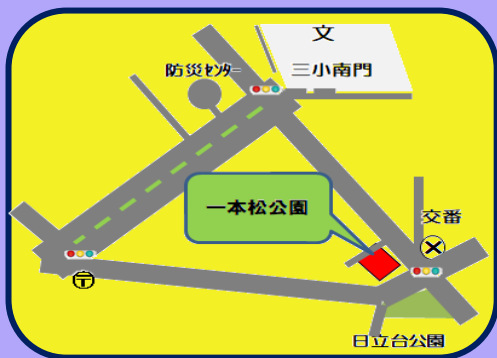 文
防災センター
三小南門
一本松公園
交番
〒
日立台公園